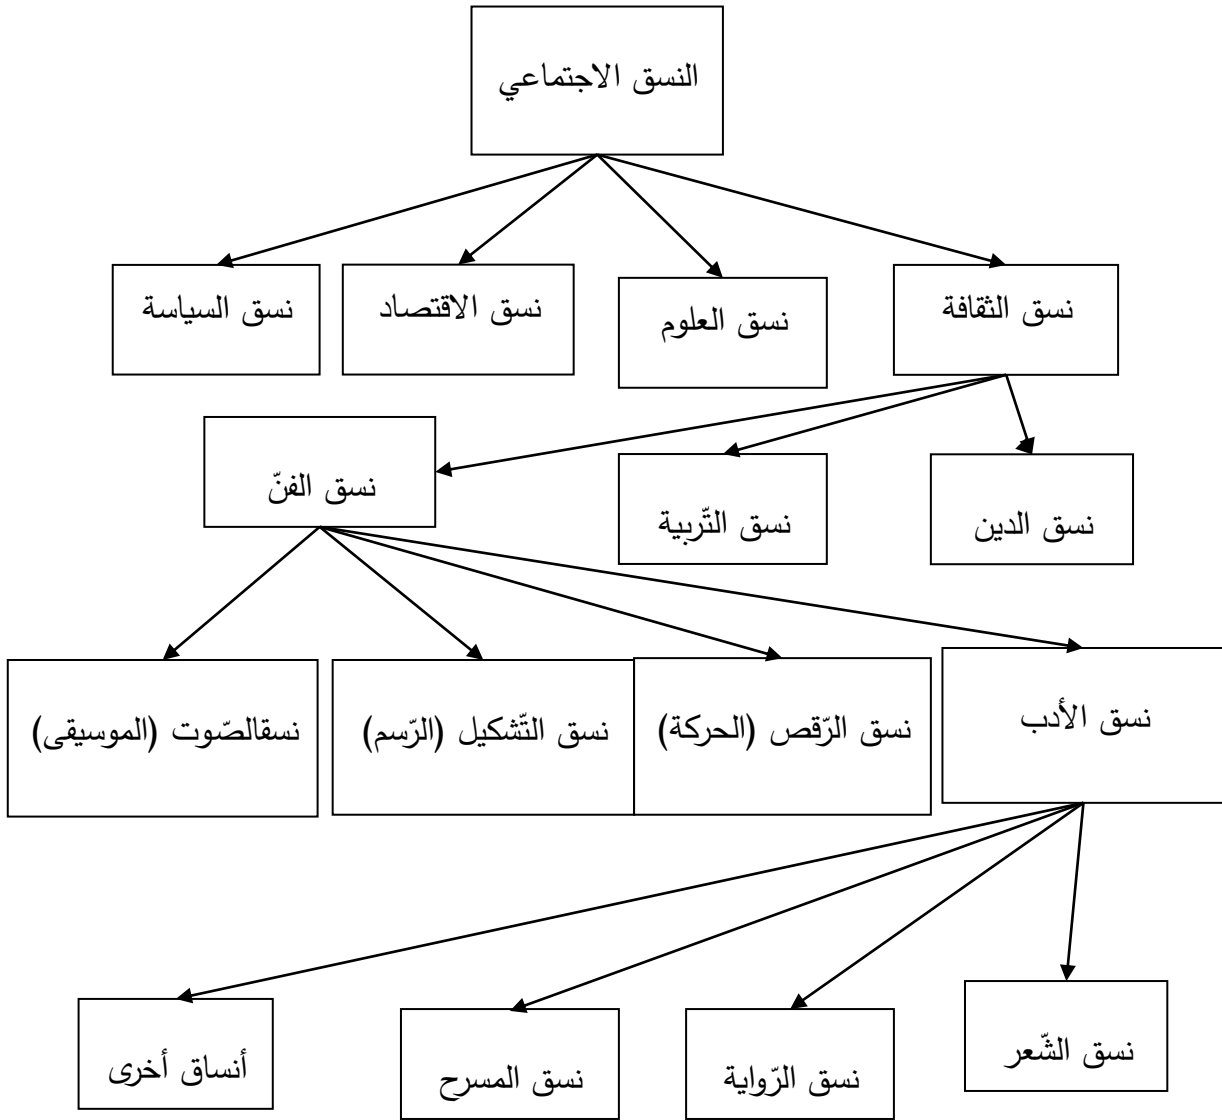 النسق الاجتماعي
نسق الثقافة
نسق العلوم
نسق الاقتصاد
نسق السياسة
نسق الدين
نسق التّربية
نسق الفنّ
نسق الأدب
نسق الرّقص (الحركة)
نسق التّشكيل (الرّسم)
نسقالصّوت (الموسيقى)
نسق الشّعر
نسق الرّواية
نسق المسرح
أنساق أخرى